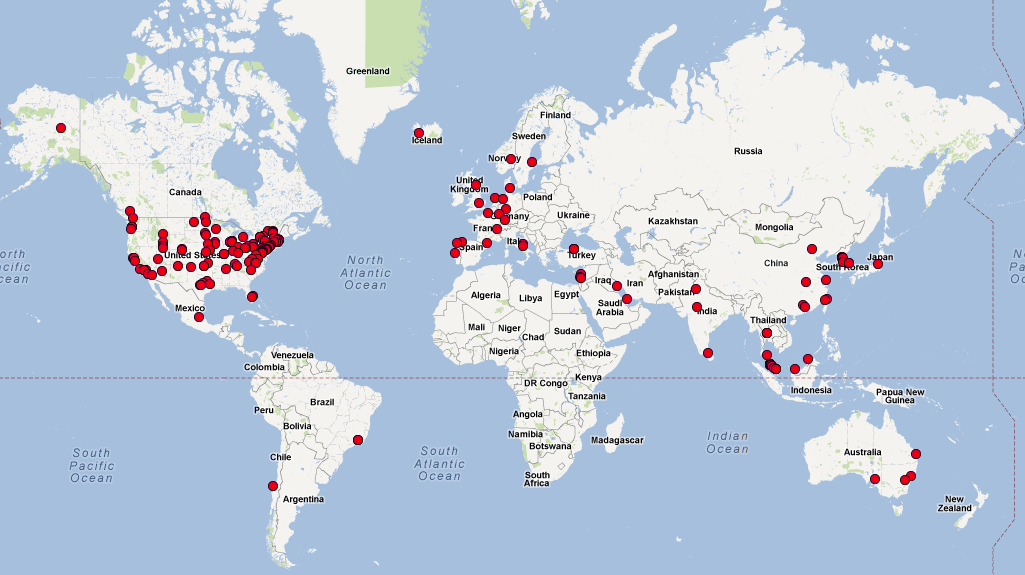 Greenland
Iceland
Finland
Sweden
Norway
Russia
Canada
United
Kingdom
Poland
Germany
Ukraine
Kazakhstan
Mongolia
France
Spain
Italy
Turkey
United States
North
Atlantic
Ocean
Afghanistan
China
South Korea
Japan
Iraq
Iran
Pakistan
Algeria
Libya
Egypt
Saudi
Arabia
India
Mexico
Mali
Niger
Chad
Sudan
Thailand
Nigeria
Ethiopia
Venezuela
Colombia
DR Congo
Kenya
Tanzania
Indonesia
Papua New
Guinea
Peru
Brazil
Bolivia
Angola
Namibia
Botswana
Madagascar
South
Pacific
Ocean
South
Atlantic
Ocean
Indian
Ocean
Chile
Argentina
South
Africa
Australia
New
Zealand